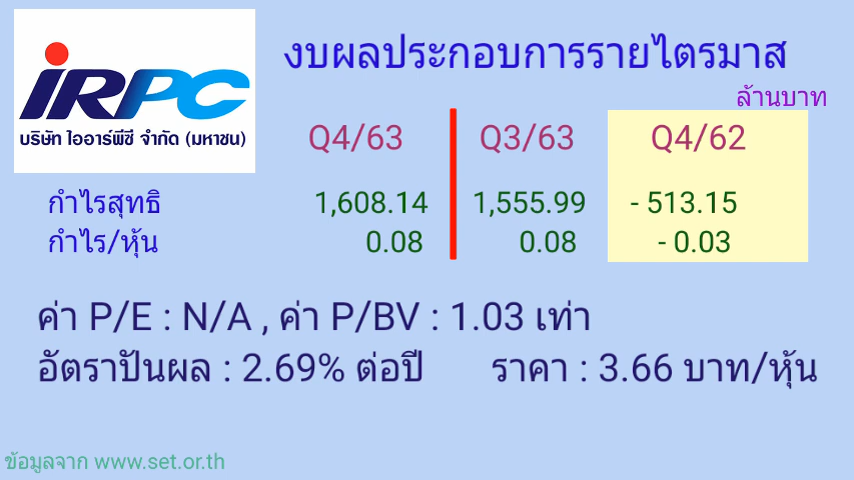 iRPC
บริษัท ไออาร์พีซี จำกัด (มหาชน)
งบผลประกอบการรายไตรมาส
ล้านบาท
Q4/63 Q3/63 Q4/62
กำไรสุทธิ 1,608.14 1,555.99 - 513.15
กำไร/หุ้น 0.08 0.08 - 0.03
ค่า P/E : N/A , ค่า P/BV : 1.03 เท่า
อัตราปันผล : 2.69% ต่อปี ราคา : 3.66 บาท/หุ้น
ข้อมูลจาก www.set.or.th